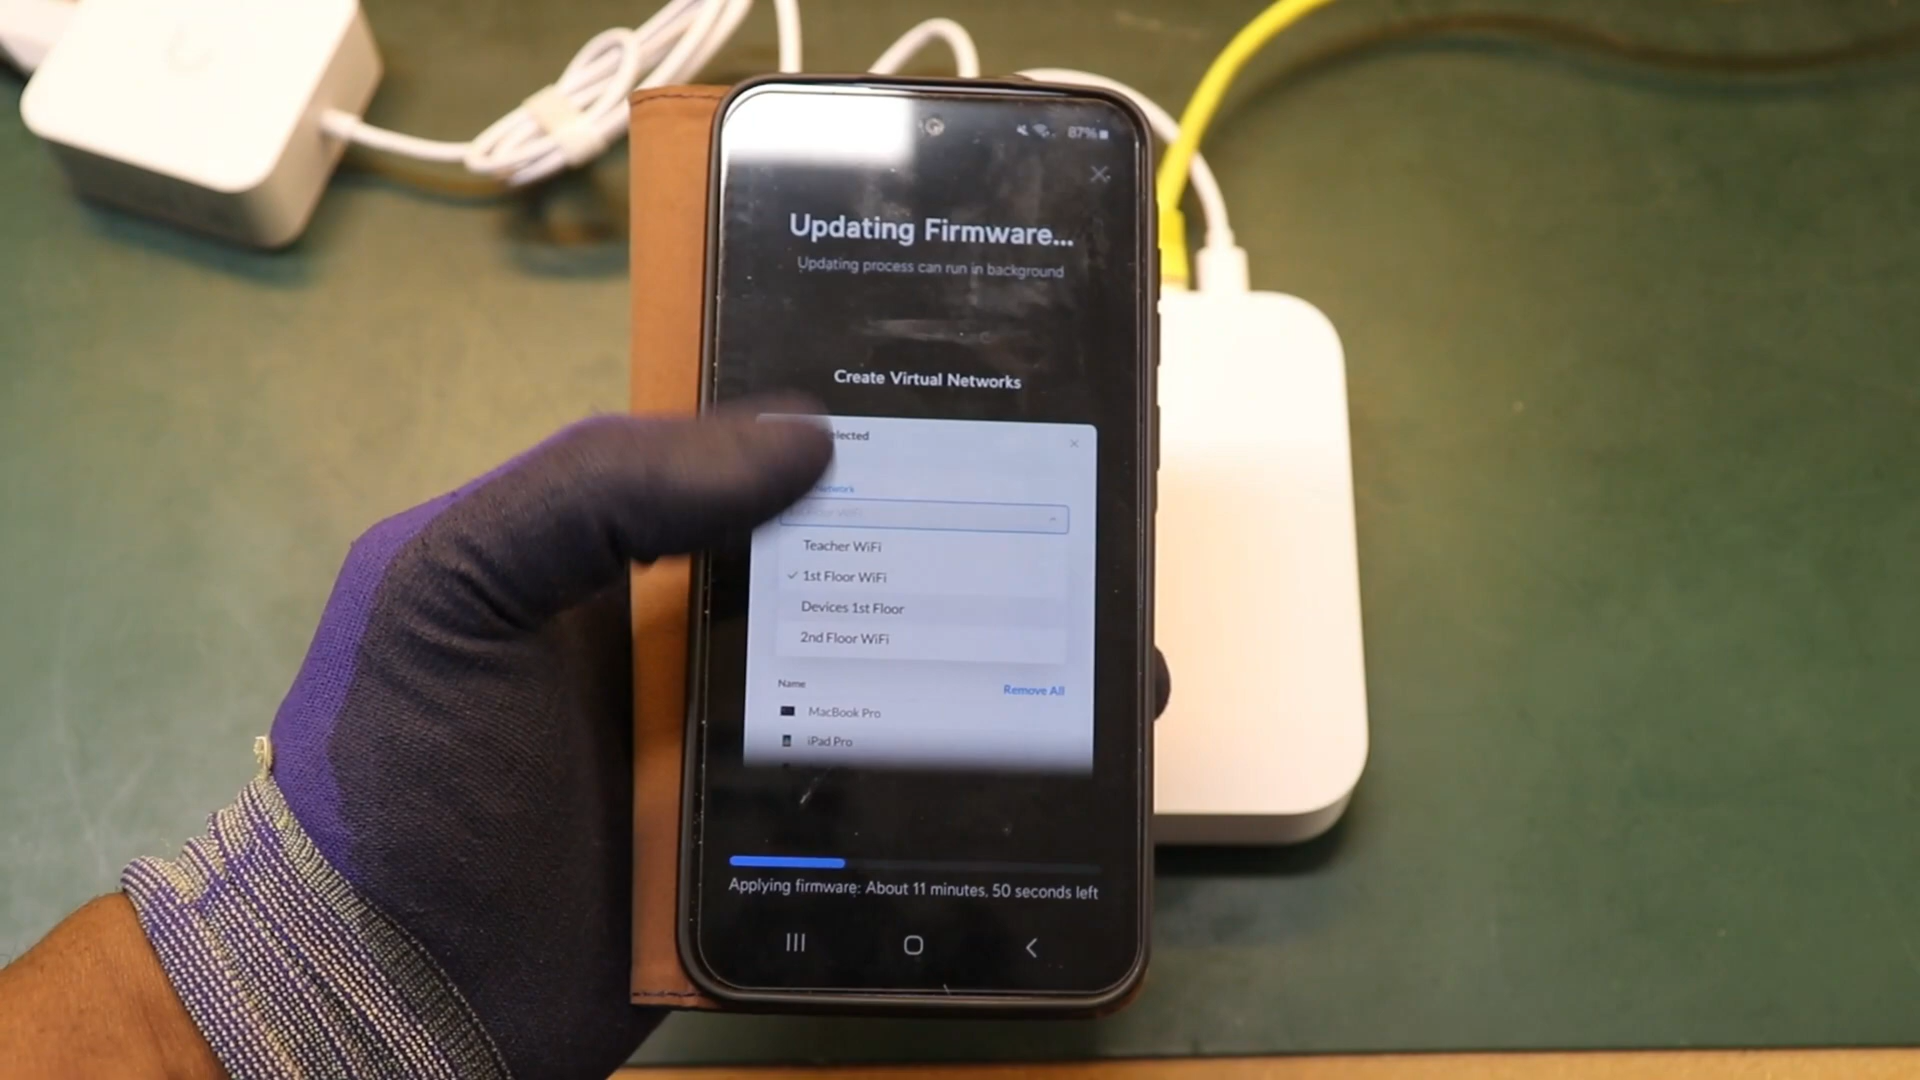 87%
Updating Firmware...
Updating process can run in background
Create Virtual Networks
elected
Network
Teacher WiFi
1st Floor WiFi
Devices 1st Floor
2nd Floor WiFi
Name
Remove All
MacBook Pro
iPad Pro
Applying firmware: About 11 minutes, 50 seconds left